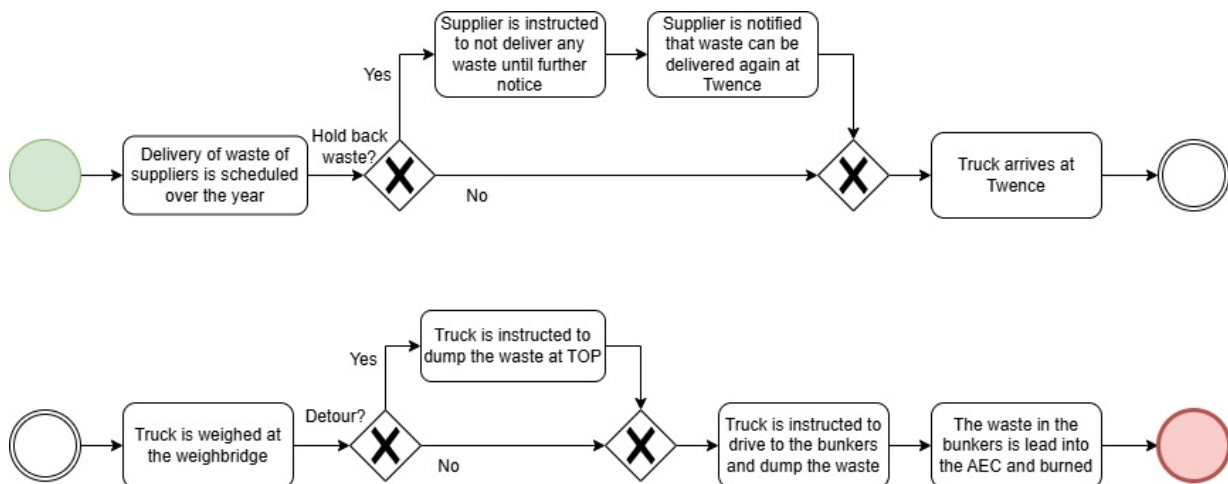 Supplier is instructed
to not deliver any
waste until further
notice
Supplier is notified
that waste can be
delivered again at
Twence
Yes
Hold back
waste?
Delivery of waste of
suppliers is scheduled
over the year
No
Truck arrives at
Twence
Truck is instructed to
dump the waste at TOP
Yes
Detour?
Truck is weighed at
the weighbridge
No
Truck is instructed to
drive to the bunkers
and dump the waste
The waste in the
bunkers is lead into
the AEC and burned